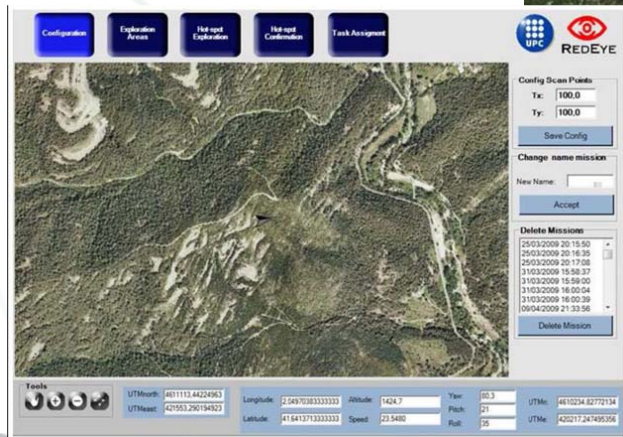 Configuration
Exploration Areas
Hot-spot Exploration
Hot-spot Confirmation
Task Assigment
UPC
REDEYE
Config Scan Points
Tx: 100,0
Ty: 100,0
Save Config
Change name mission
New Name:
Accept
Delete Missions
25/03/2009 20:15:50
25/03/2009 20:16:35
25/03/2009 20:17:08
31/03/2009 15:58:37
31/03/2009 15:59:00
31/03/2009 16:00:04
31/03/2009 16:00:39
09/04/2009 21:33:56
Delete Mission
Tools
UTMnorth: 4611113,44224963
UTMeast: 421553,290194923
Longitude: 2,04970383333333
Latitude: 41,6413713333333
Altitude: 1424,7
Speed: 23,5480
Yaw: 80,3
Pitch: 21
Roll: 35
UTMn: 4610234.82772134
UTMe: 420217,247495356